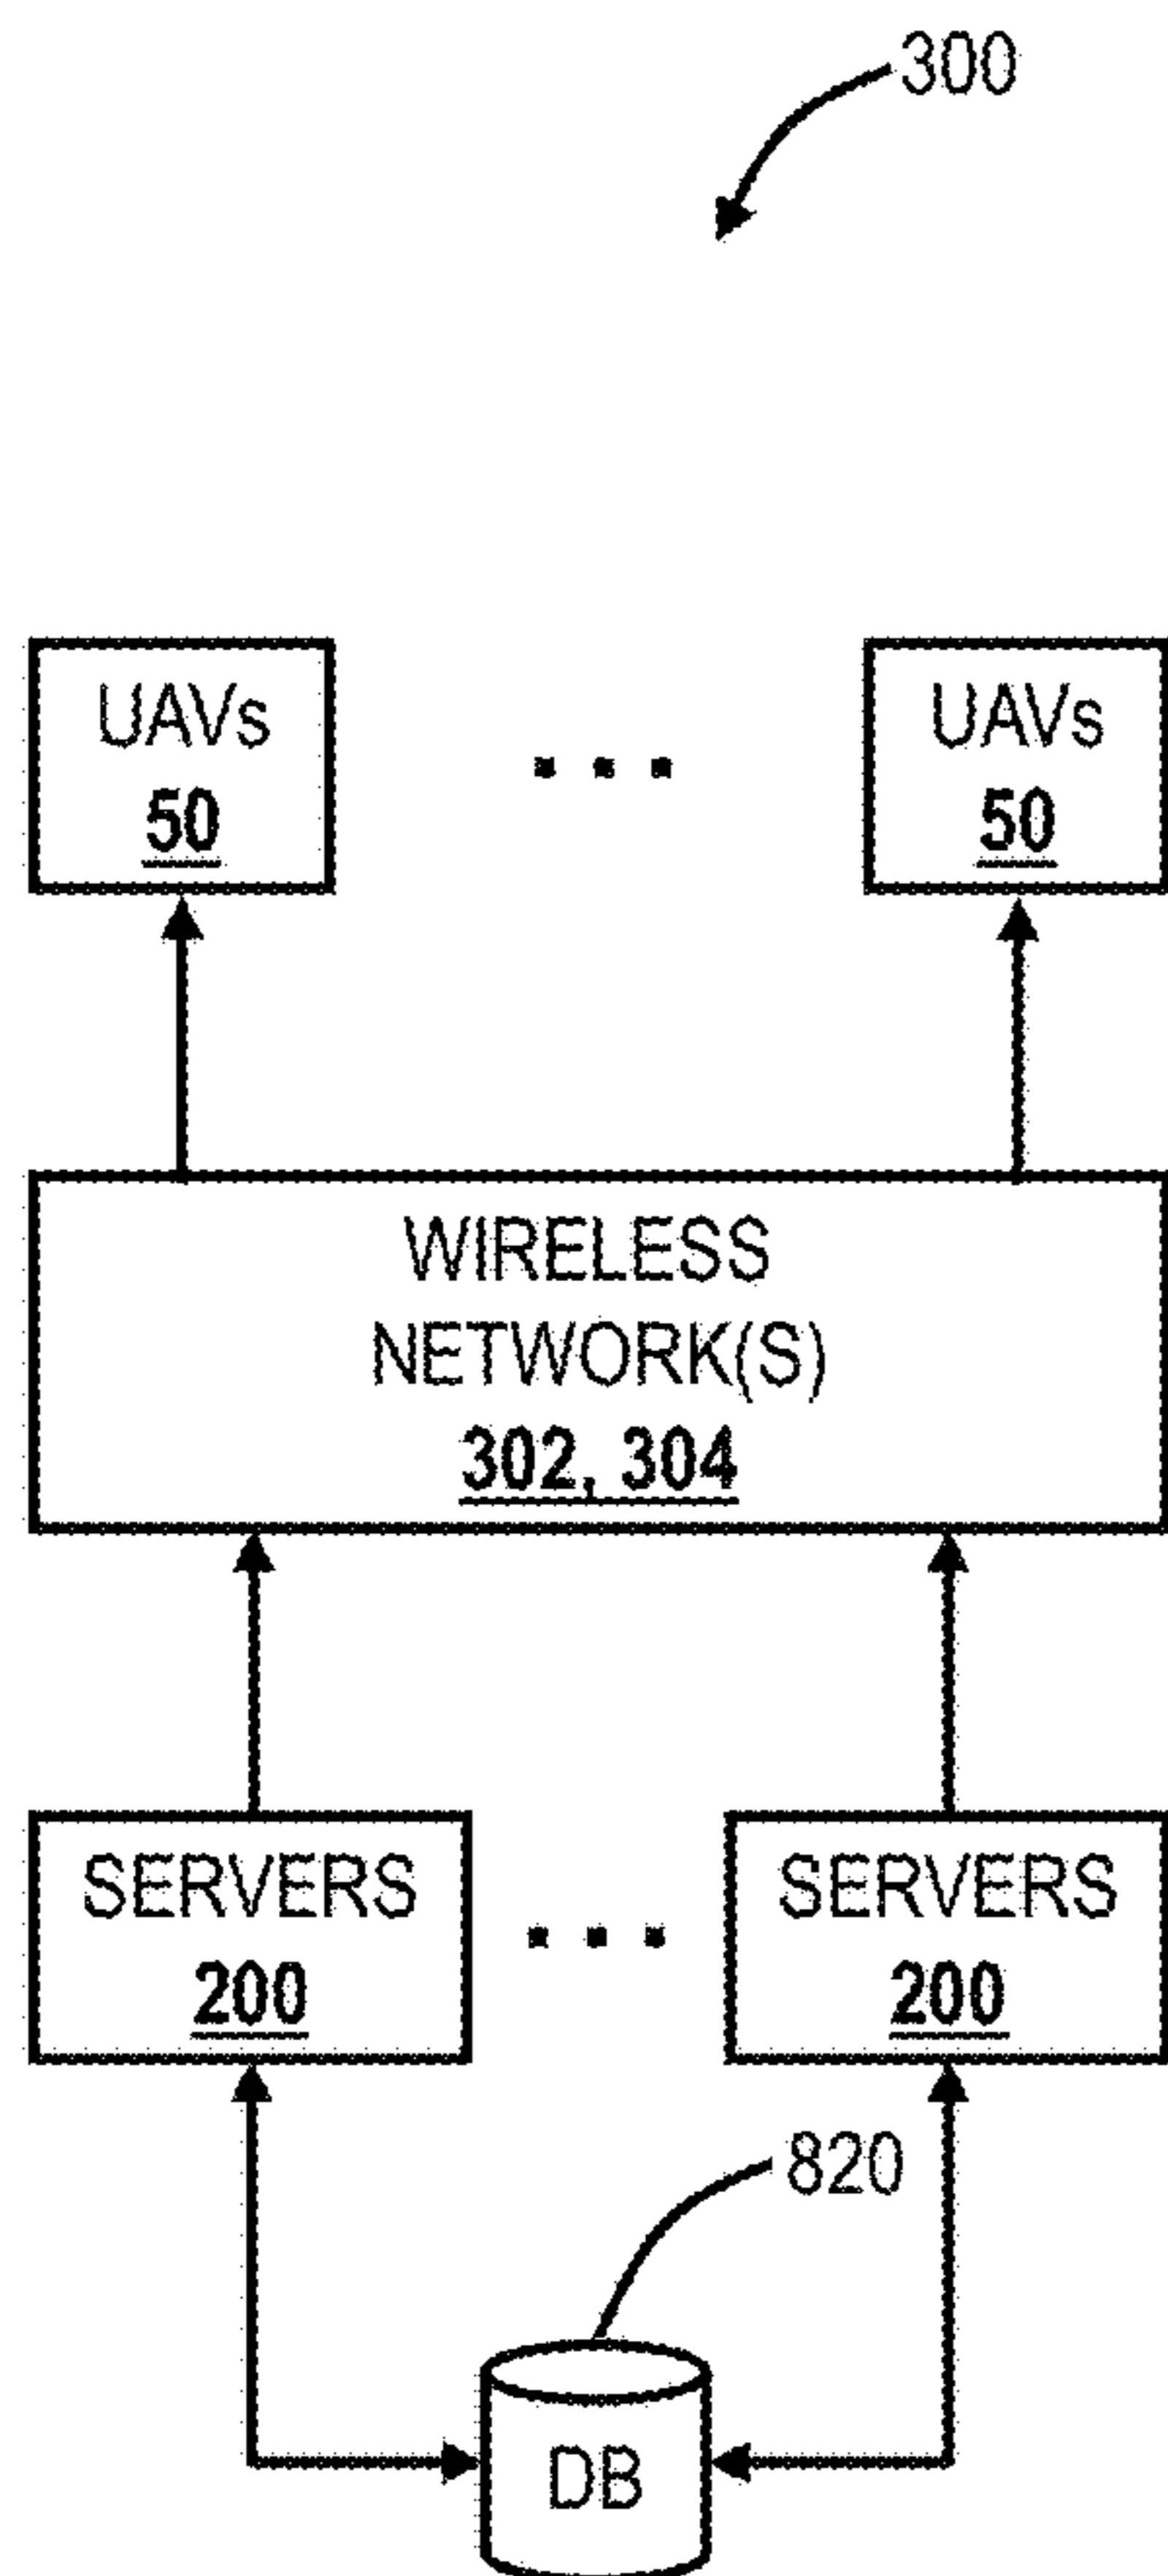 300
UAVs UAVs
50 50
WIRELESS
NETWORK(S)
302, 304
SERVERS SERVERS
200 200
820
DB